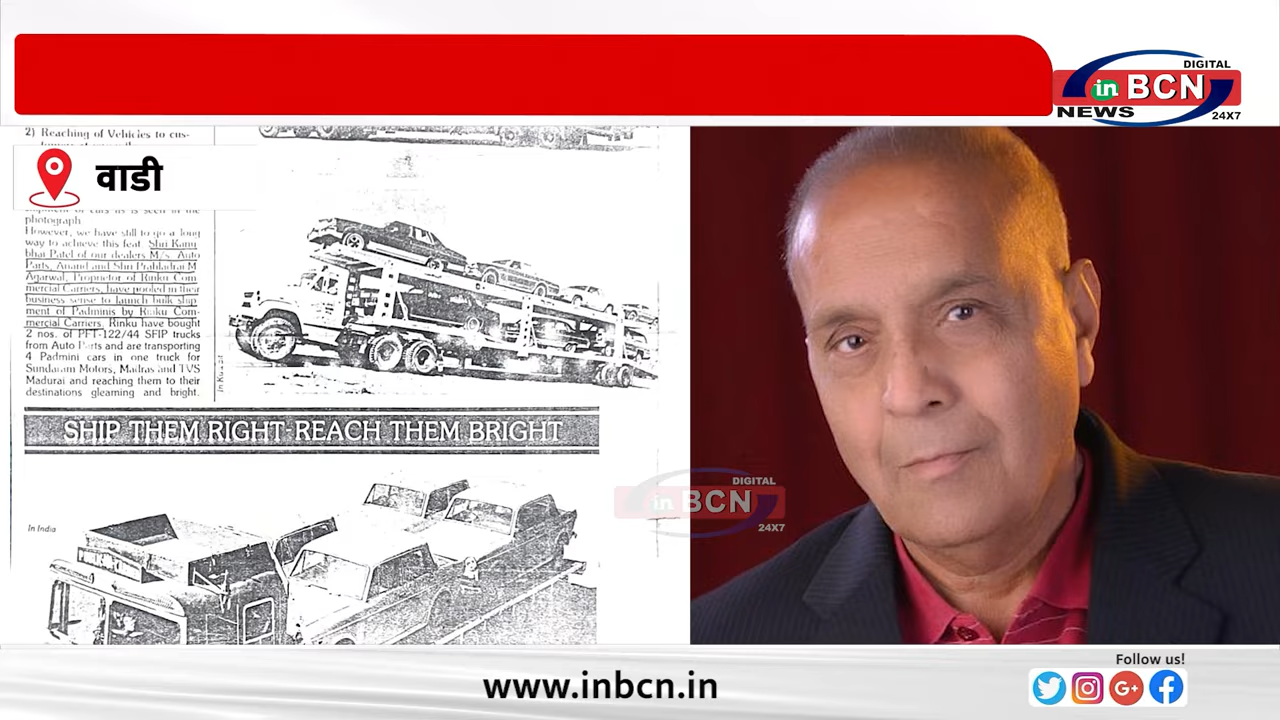 DIGITAL
in BCN
NEWS
24X7
2) Reaching of Vehicles to cus-
वाडी
photograph
However, we have still to go a long
way to achieve this feat. Shri Kanu
bhai Patel of our dealers M/s. Auto
Parts, Anand and Shri Prahladrai M
Agarwal, Proprietor of Rinku Com
mercial Carriers, have pooled in their
business sense to launch bulk ship
ment of Padminis by Rinku Com-
mercial Carriers. Rinku have bought
2 nos. of PFT-122/44 SFIP trucks
from Auto Parts and are transporting
4 Padmini cars in one truck for
Sundaram Motors, Madras and TVS
Madurai and reaching them to their
destinations gleaming and bright.
SHIP THEM RIGHT-REACH THEM BRIGHT
In India
DIGITAL
in BCN
24X7
www.inbcn.in
Follow us!